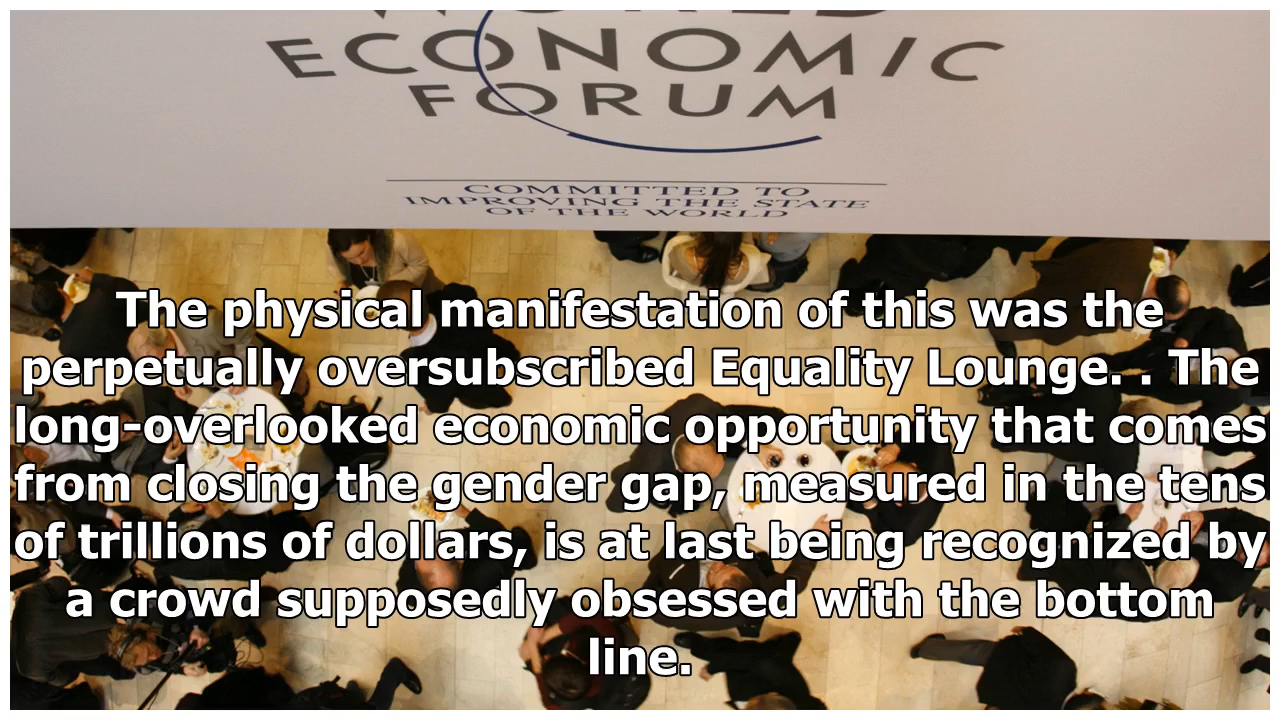 ECONOMIC
FORUM
COMMITTED TO
IMPROVING THE STATE
OF THE WORLD
The physical manifestation of this was the
perpetually oversubscribed Equality Lounge. . The
long-overlooked economic opportunity that comes
from closing the gender gap, measured in the tens
of trillions of dollars, is at last being recognized by
a crowd supposedly obsessed with the bottom
line.